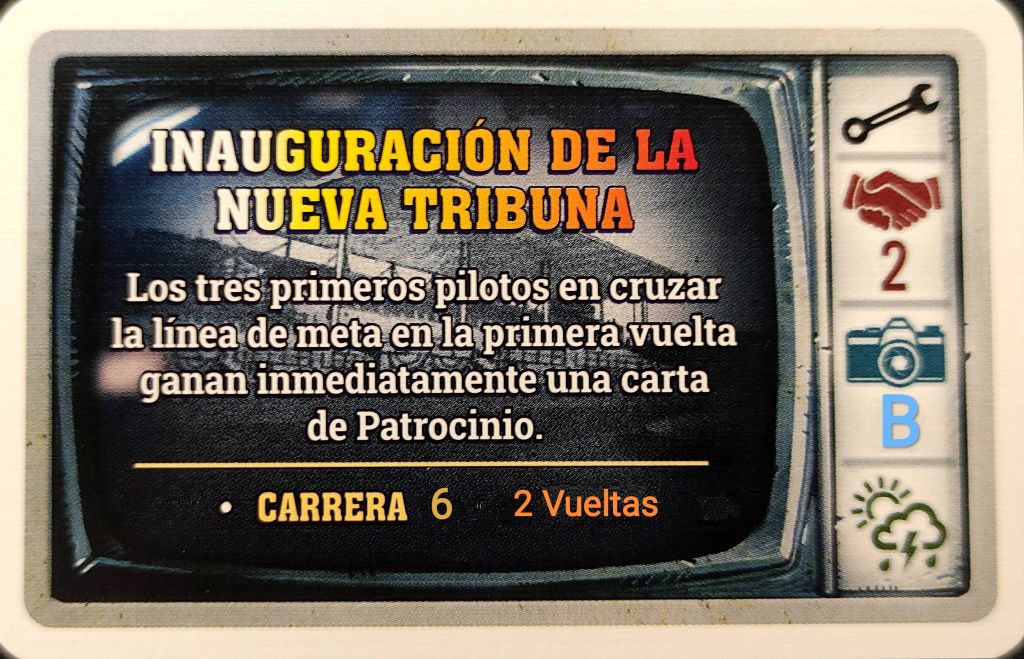 INAUGURACIÓN DE LA
NUEVA TRIBUNA
Los tres primeros pilotos en cruzar
la línea de meta en la primera vuelta
ganan inmediatamente una carta
de Patrocinio.
• CARRERA 6 2 Vueltas
2
B